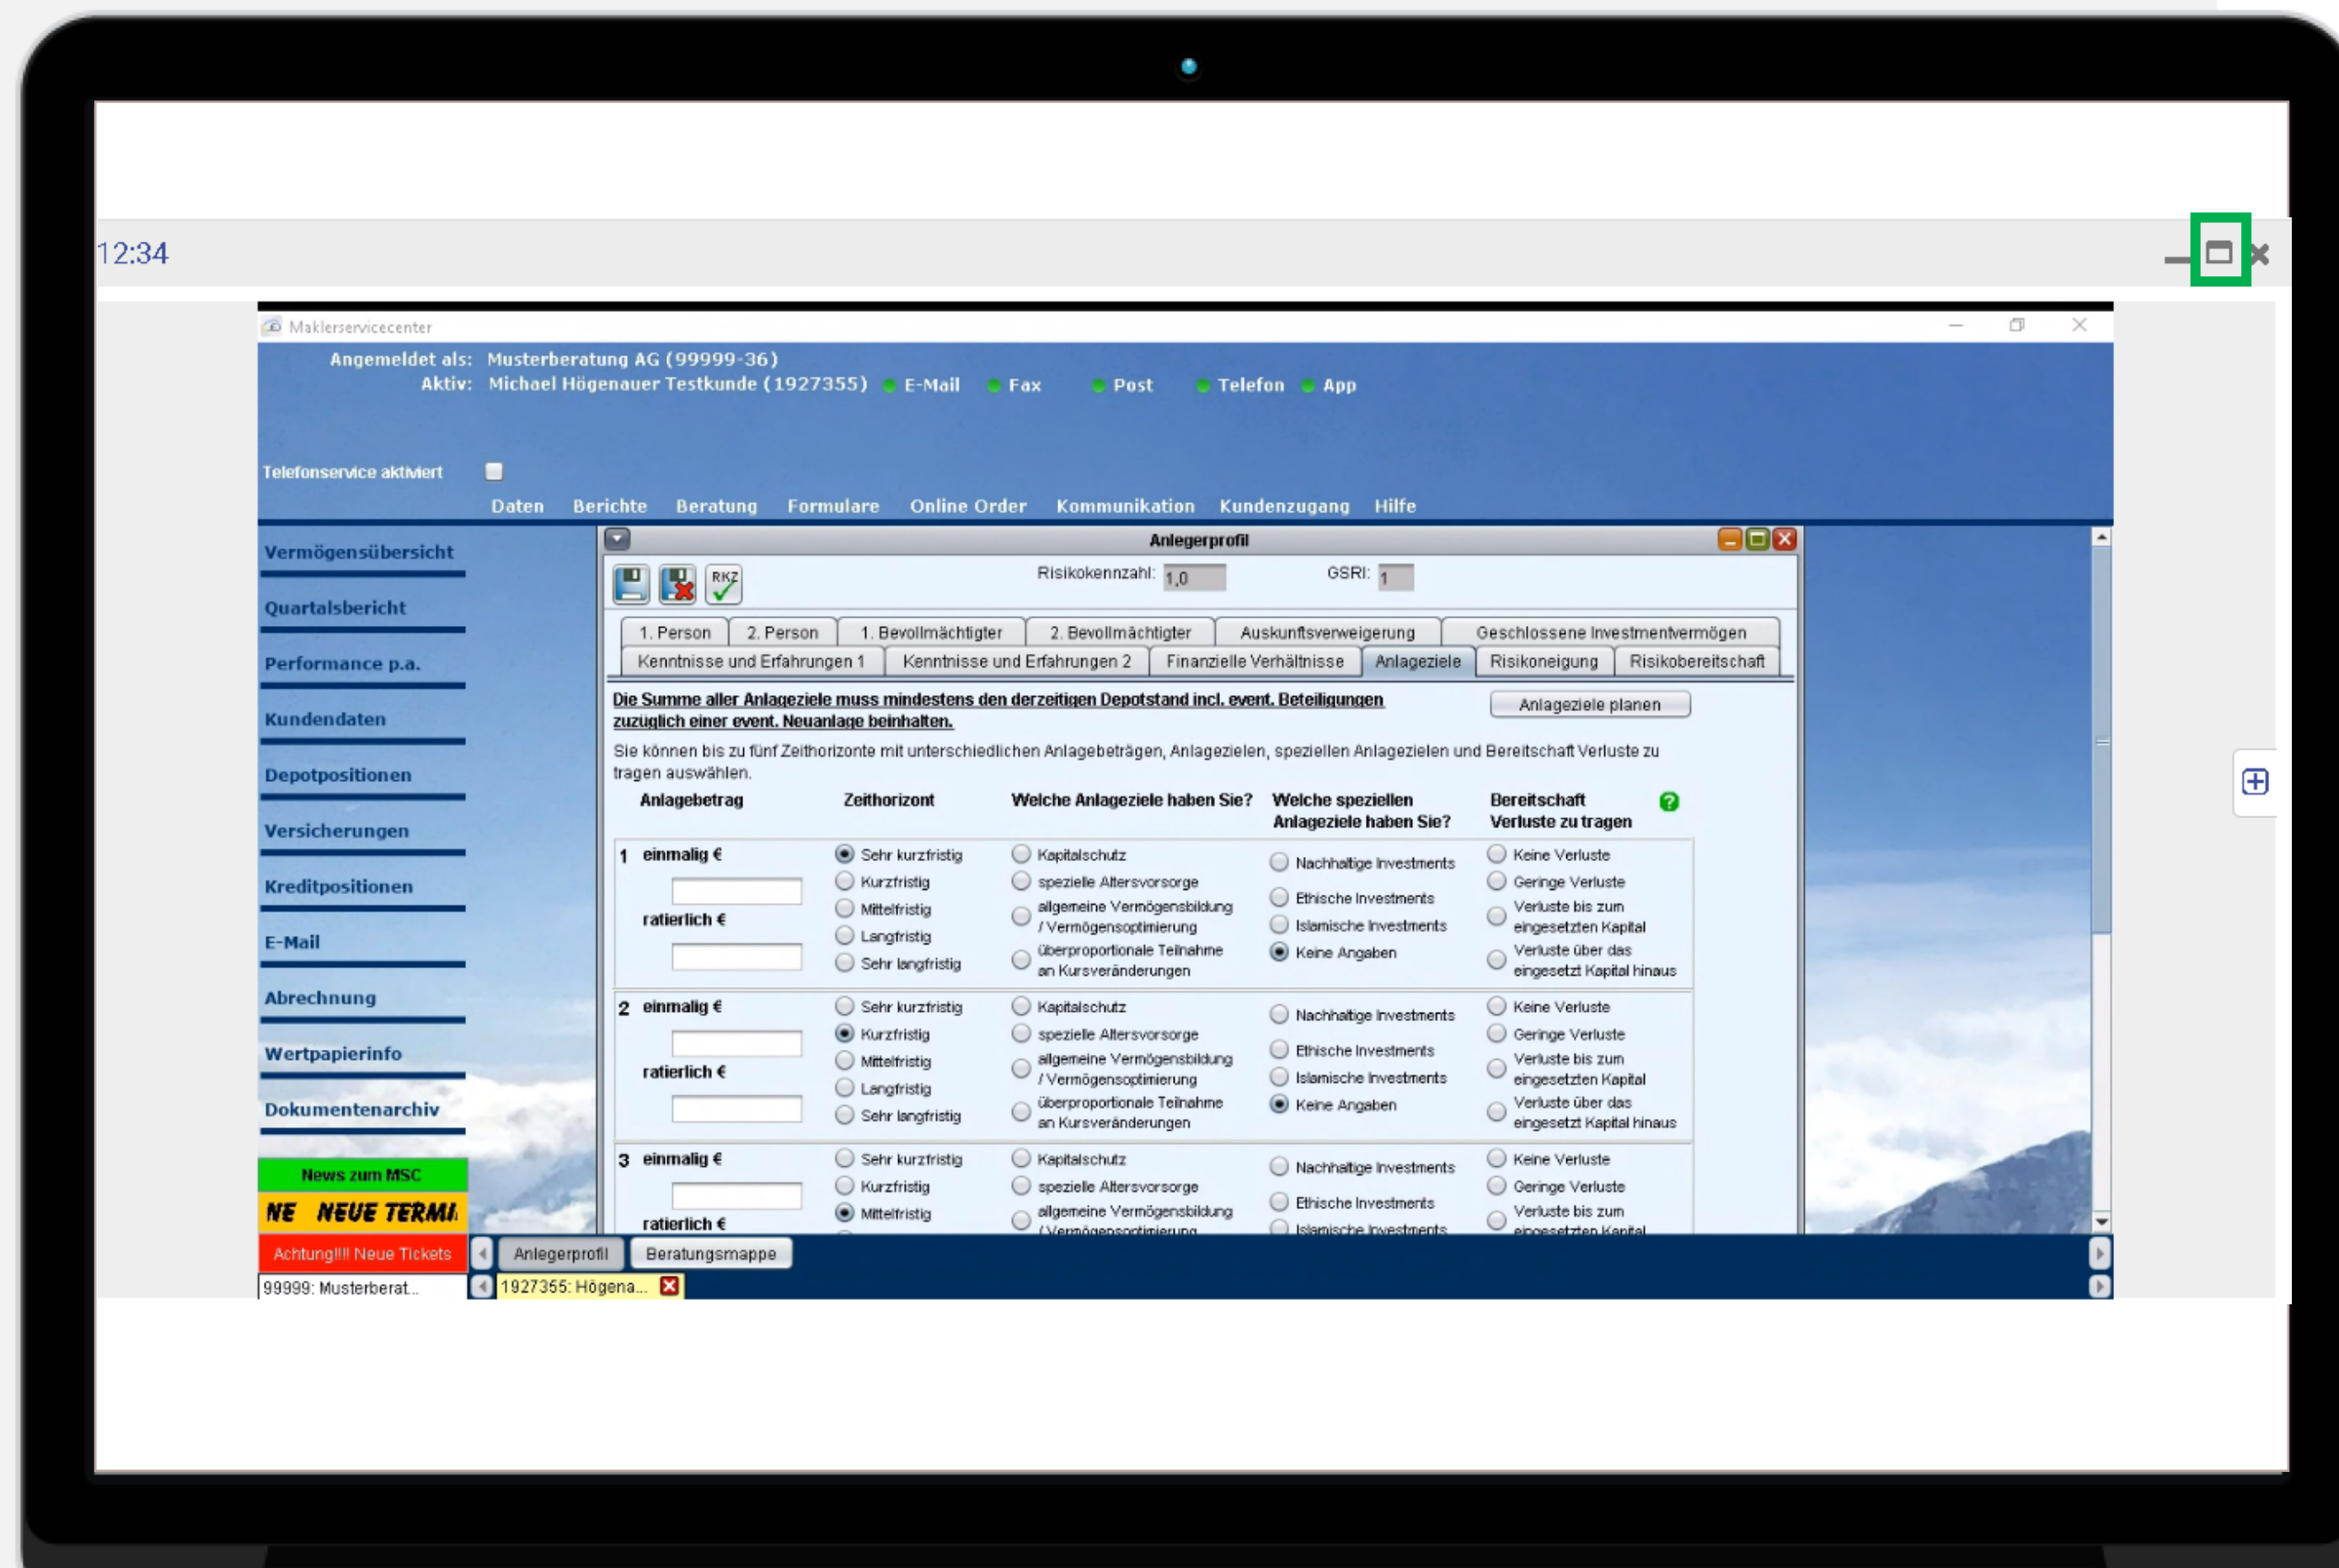 12:34
Maklerservicecenter
Angemeldet als: Musterberatung AG (99999-36)
Aktiv: Michael Högenauer Testkunde (1927355) E-Mail Fax Post Telefon App
Telefonservice aktiviert
Daten Berichte Beratung Formulare Online Order Kommunikation Kundenzugang Hilfe
Vermögensübersicht
Quartalsbericht
Performance p.a.
Kundendaten
Depotpositionen
Versicherungen
Kreditpositionen
E-Mail
Abrechnung
Wertpapierinfo
Dokumentenarchiv
News zum MSC
NE NEUE TERMI
Achtung!!!! Neue Tickets
99999: Musterberat...
Anlegerprofil
RKZ
Risikokennzahl: 1,0 GSRI: 1
1. Person 2. Person 1. Bevollmächtigter 2. Bevollmächtigter Auskunftsverweigerung Geschlossene Investmentvermögen
Kenntnisse und Erfahrungen 1 Kenntnisse und Erfahrungen 2 Finanzielle Verhältnisse Anlageziele Risikoneigung Risikobereitschaft
Die Summe aller Anlageziele muss mindestens den derzeitigen Depotstand incl. event. Beteiligungen
zuzüglich einer event. Neuanlage beinhalten.
Anlageziele planen
Sie können bis zu fünf Zeithorizonte mit unterschiedlichen Anlagebeträgen, Anlagezielen, speziellen Anlagezielen und Bereitschaft Verluste zu
tragen auswählen.
Anlagebetrag
Zeithorizont
Welche Anlageziele haben Sie?
Welche speziellen
Anlageziele haben Sie?
Bereitschaft
Verluste zu tragen
?
1 einmalig €
ratierlich €
Sehr kurzfristig
Kurzfristig
Mittelfristig
Langfristig
Sehr langfristig
Kapitalschutz
spezielle Altersvorsorge
allgemeine Vermögensbildung
/ Vermögensoptimierung
überproportionale Teilnahme
an Kursveränderungen
Nachhaltige Investments
Ethische Investments
Islamische Investments
Keine Angaben
Keine Verluste
Geringe Verluste
Verluste bis zum
eingesetzten Kapital
Verluste über das
eingesetzt Kapital hinaus
2 einmalig €
ratierlich €
Sehr kurzfristig
Kurzfristig
Mittelfristig
Langfristig
Sehr langfristig
Kapitalschutz
spezielle Altersvorsorge
allgemeine Vermögensbildung
/ Vermögensoptimierung
überproportionale Teilnahme
an Kursveränderungen
Nachhaltige Investments
Ethische Investments
Islamische Investments
Keine Angaben
Keine Verluste
Geringe Verluste
Verluste bis zum
eingesetzten Kapital
Verluste über das
eingesetzt Kapital hinaus
3 einmalig €
ratierlich €
Sehr kurzfristig
Kurzfristig
Mittelfristig
Kapitalschutz
spezielle Altersvorsorge
allgemeine Vermögensbildung
/ Vermögensoptimierung
Nachhaltige Investments
Ethische Investments
Islamische Investments
Keine Verluste
Geringe Verluste
Verluste bis zum
eingesetzten Kapital
Anlegerprofil Beratungsmappe
1927355: Högena...